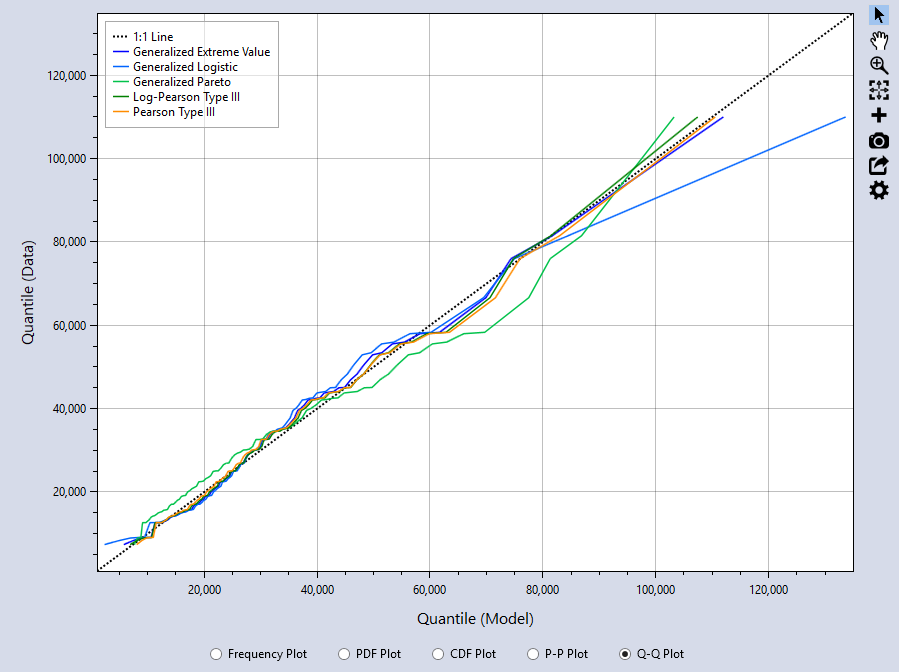 1:1 Line
Generalized Extreme Value
Generalized Logistic
Generalized Pareto
Log-Pearson Type III
Pearson Type III
120,000
100,000
80,000
60,000
40,000
20,000
Quantile (Data)
20,000 40,000 60,000 80,000 100,000 120,000
Quantile (Model)
Frequency Plot PDF Plot CDF Plot P-P Plot Q-Q Plot